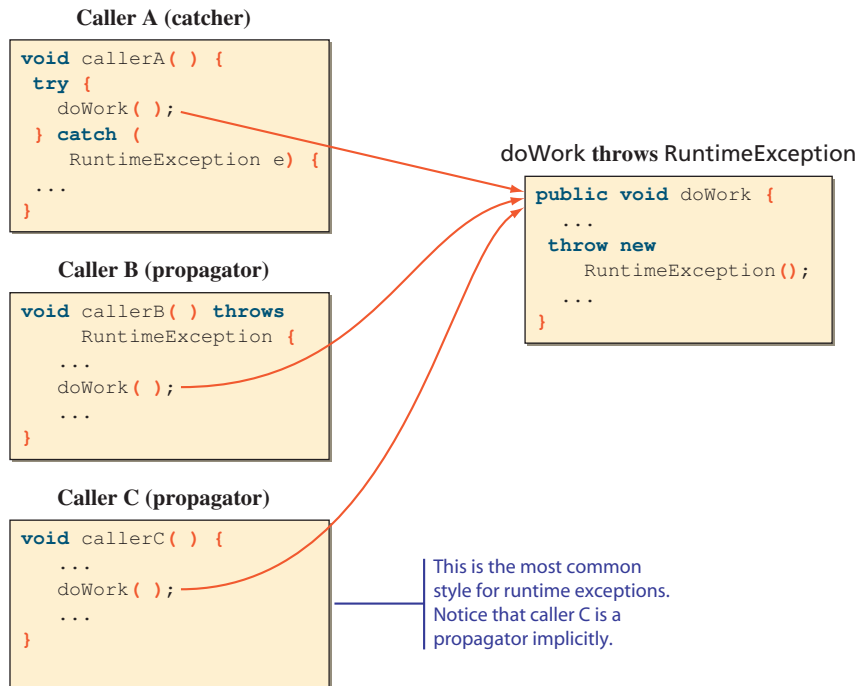 Caller A (catcher)
void callerA( ) {
try {
doWork( );
} catch (
RuntimeException e) {
...
}
Caller B (propagator)
void callerB( ) throws
RuntimeException {
...
doWork( );
...
}
Caller C (propagator)
void callerC( ) {
...
doWork( );
...
}
doWork throws RuntimeException
public void doWork {
...
throw new
RuntimeException();
...
}
This is the most common
style for runtime exceptions.
Notice that caller C is a
propagator implicitly.